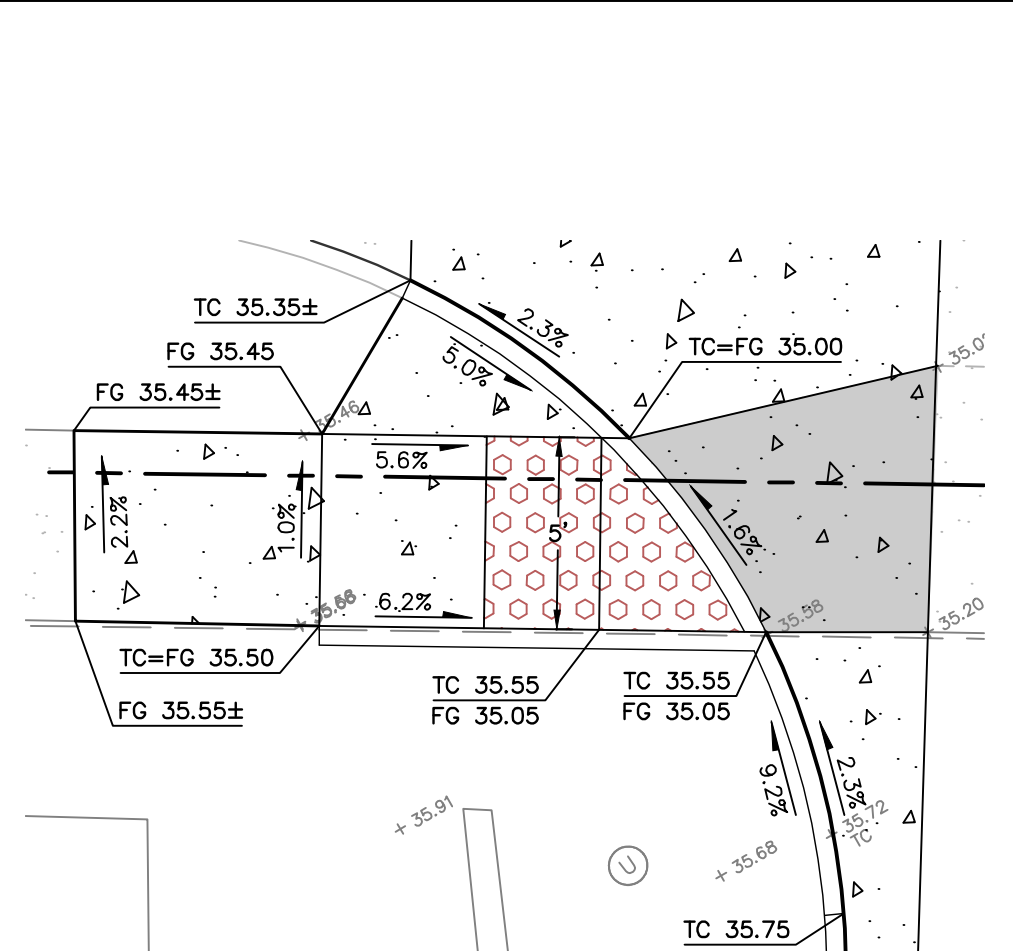 TC 35.35±
2.3%
5.0%
TC=FG 35.00
FG 35.45
FG 35.45±
35.46
5.6%
2.2%
1.0%
5'
1.6%
6.2%
35.58
35.20
TC=FG 35.50
FG 35.55±
TC 35.55
FG 35.05
TC 35.55
FG 35.05
9.2%
2.3%
35.91
35.72
TC
35.68
U
TC 35.75